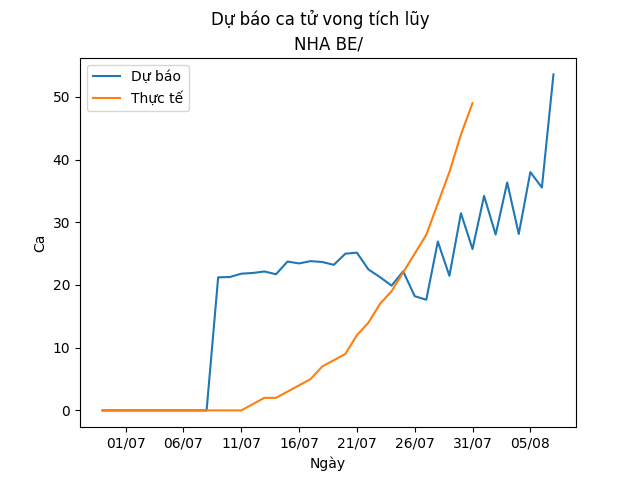 Dự báo ca tử vong tích lũy
NHA BE/
Dự báo
Thực tế
50
40
30
20
10
0
Ca
01/07 06/07 11/07 16/07 21/07 26/07 31/07 05/08
Ngày